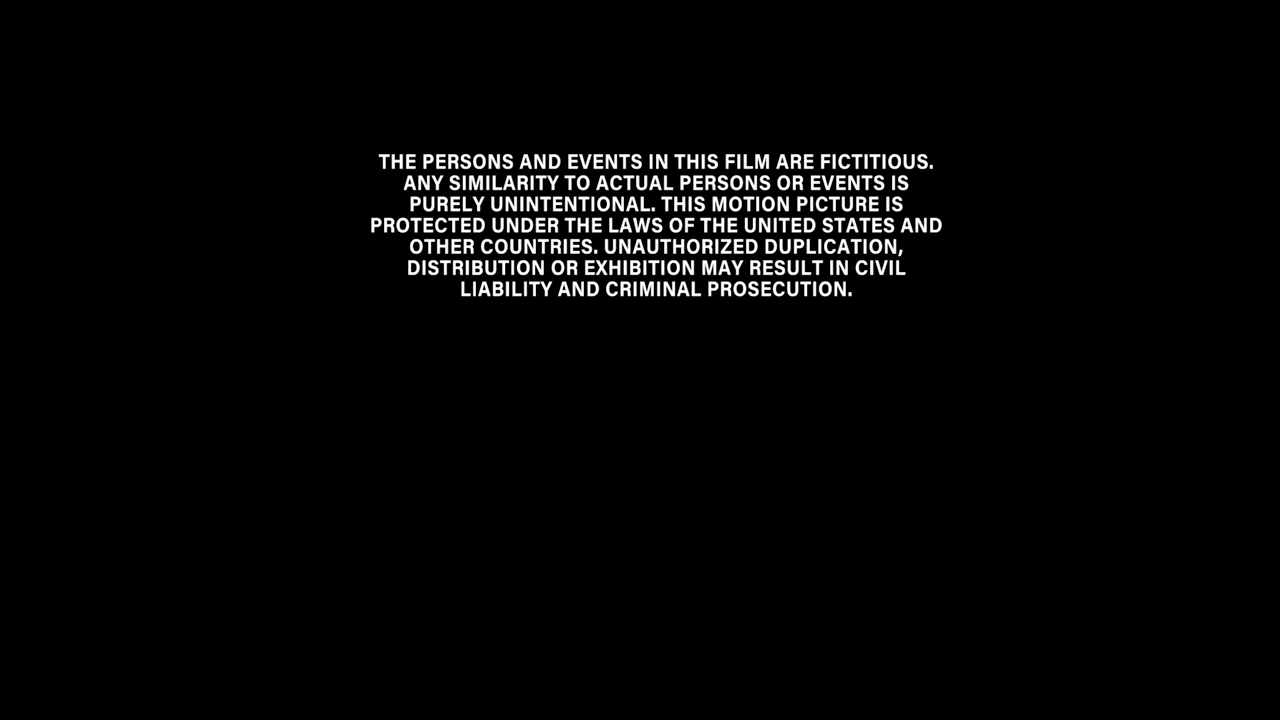 THE PERSONS AND EVENTS IN THIS FILM ARE FICTITIOUS.
ANY SIMILARITY TO ACTUAL PERSONS OR EVENTS IS
PURELY UNINTENTIONAL. THIS MOTION PICTURE IS
PROTECTED UNDER THE LAWS OF THE UNITED STATES AND
OTHER COUNTRIES. UNAUTHORIZED DUPLICATION,
DISTRIBUTION OR EXHIBITION MAY RESULT IN CIVIL
LIABILITY AND CRIMINAL PROSECUTION.